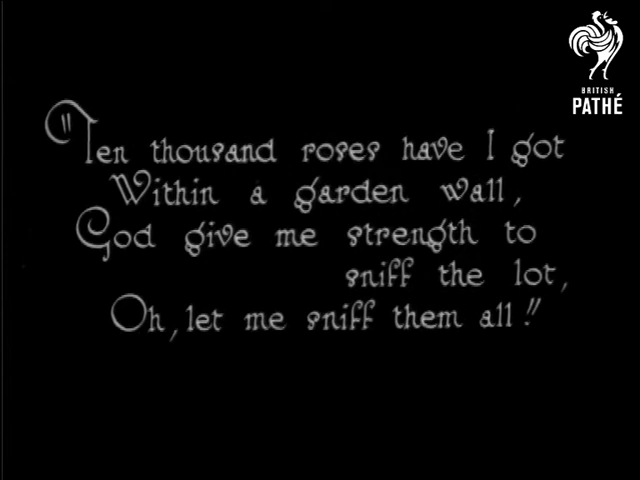 BRITISH
PATHÉ
"Ten thousand roses have I got
Within a garden wall,
God give me strength to
sniff the lot,
Oh, let me sniff them all!"